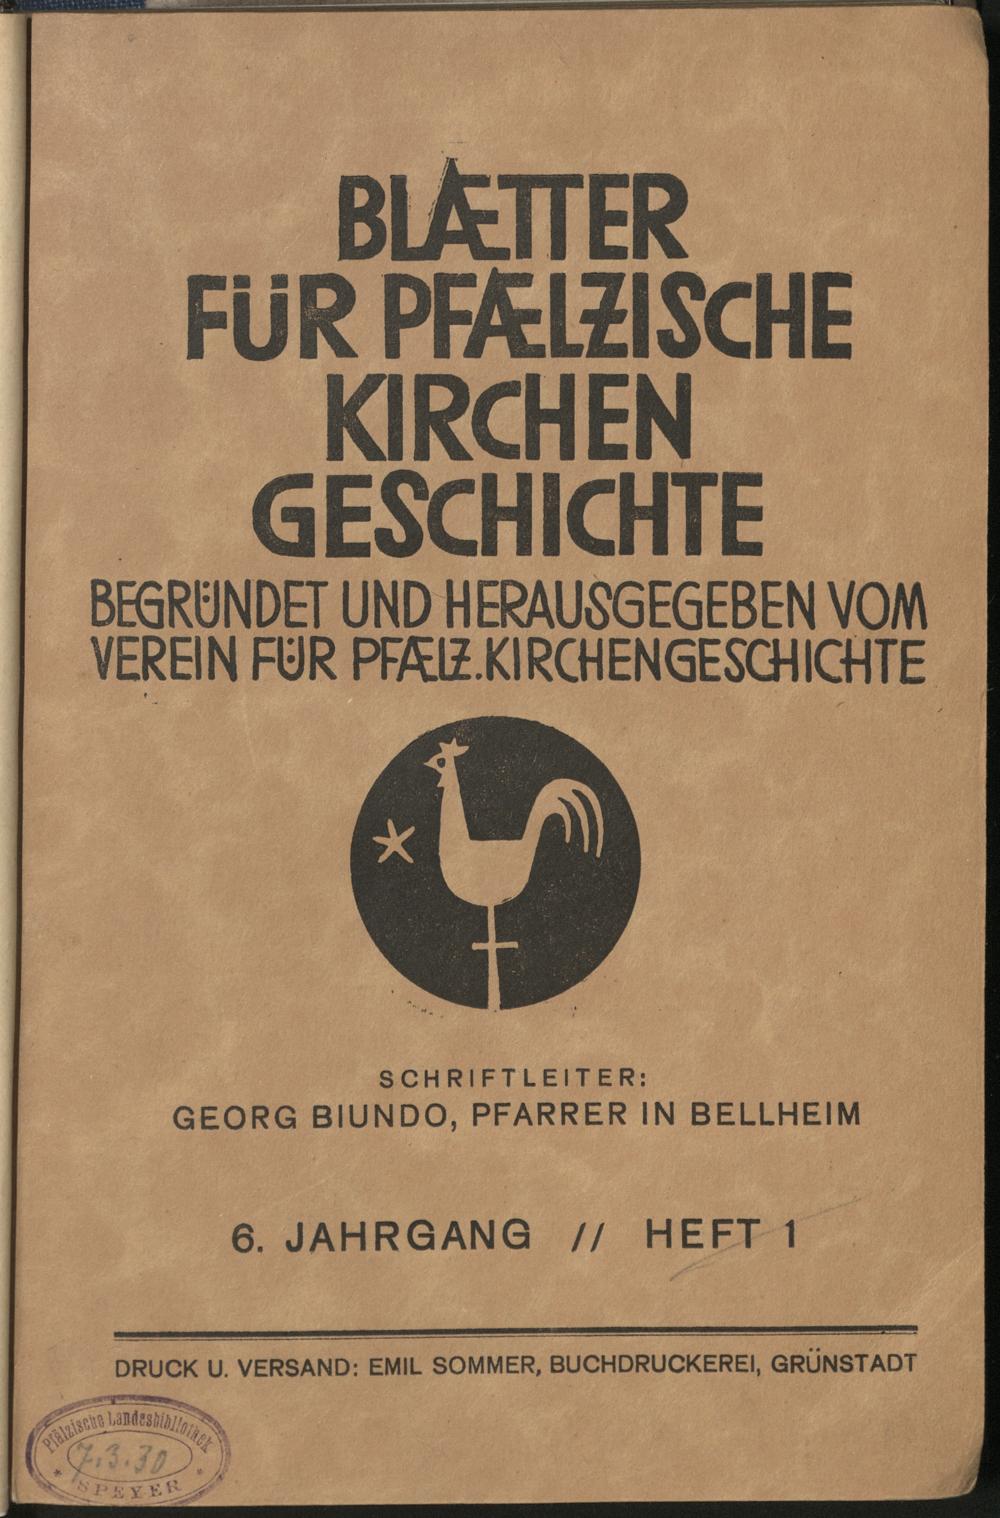 BLÆTTER
FÜR PFÆLZISCHE
KIRCHEN
GESCHICHTE
BEGRÜNDET UND HERAUSGEGEBEN VOM
VEREIN FÜR PFÆLZ. KIRCHENGESCHICHTE
SCHRIFTLEITER:
GEORG BIUNDO, PFARRER IN BELLHEIM
6. JAHRGANG // HEFT 1
DRUCK U. VERSAND: EMIL SOMMER, BUCHDRUCKEREI, GRÜNSTADT
Pfälzische Landesbibliothek
7.3.30
* SPEYER *